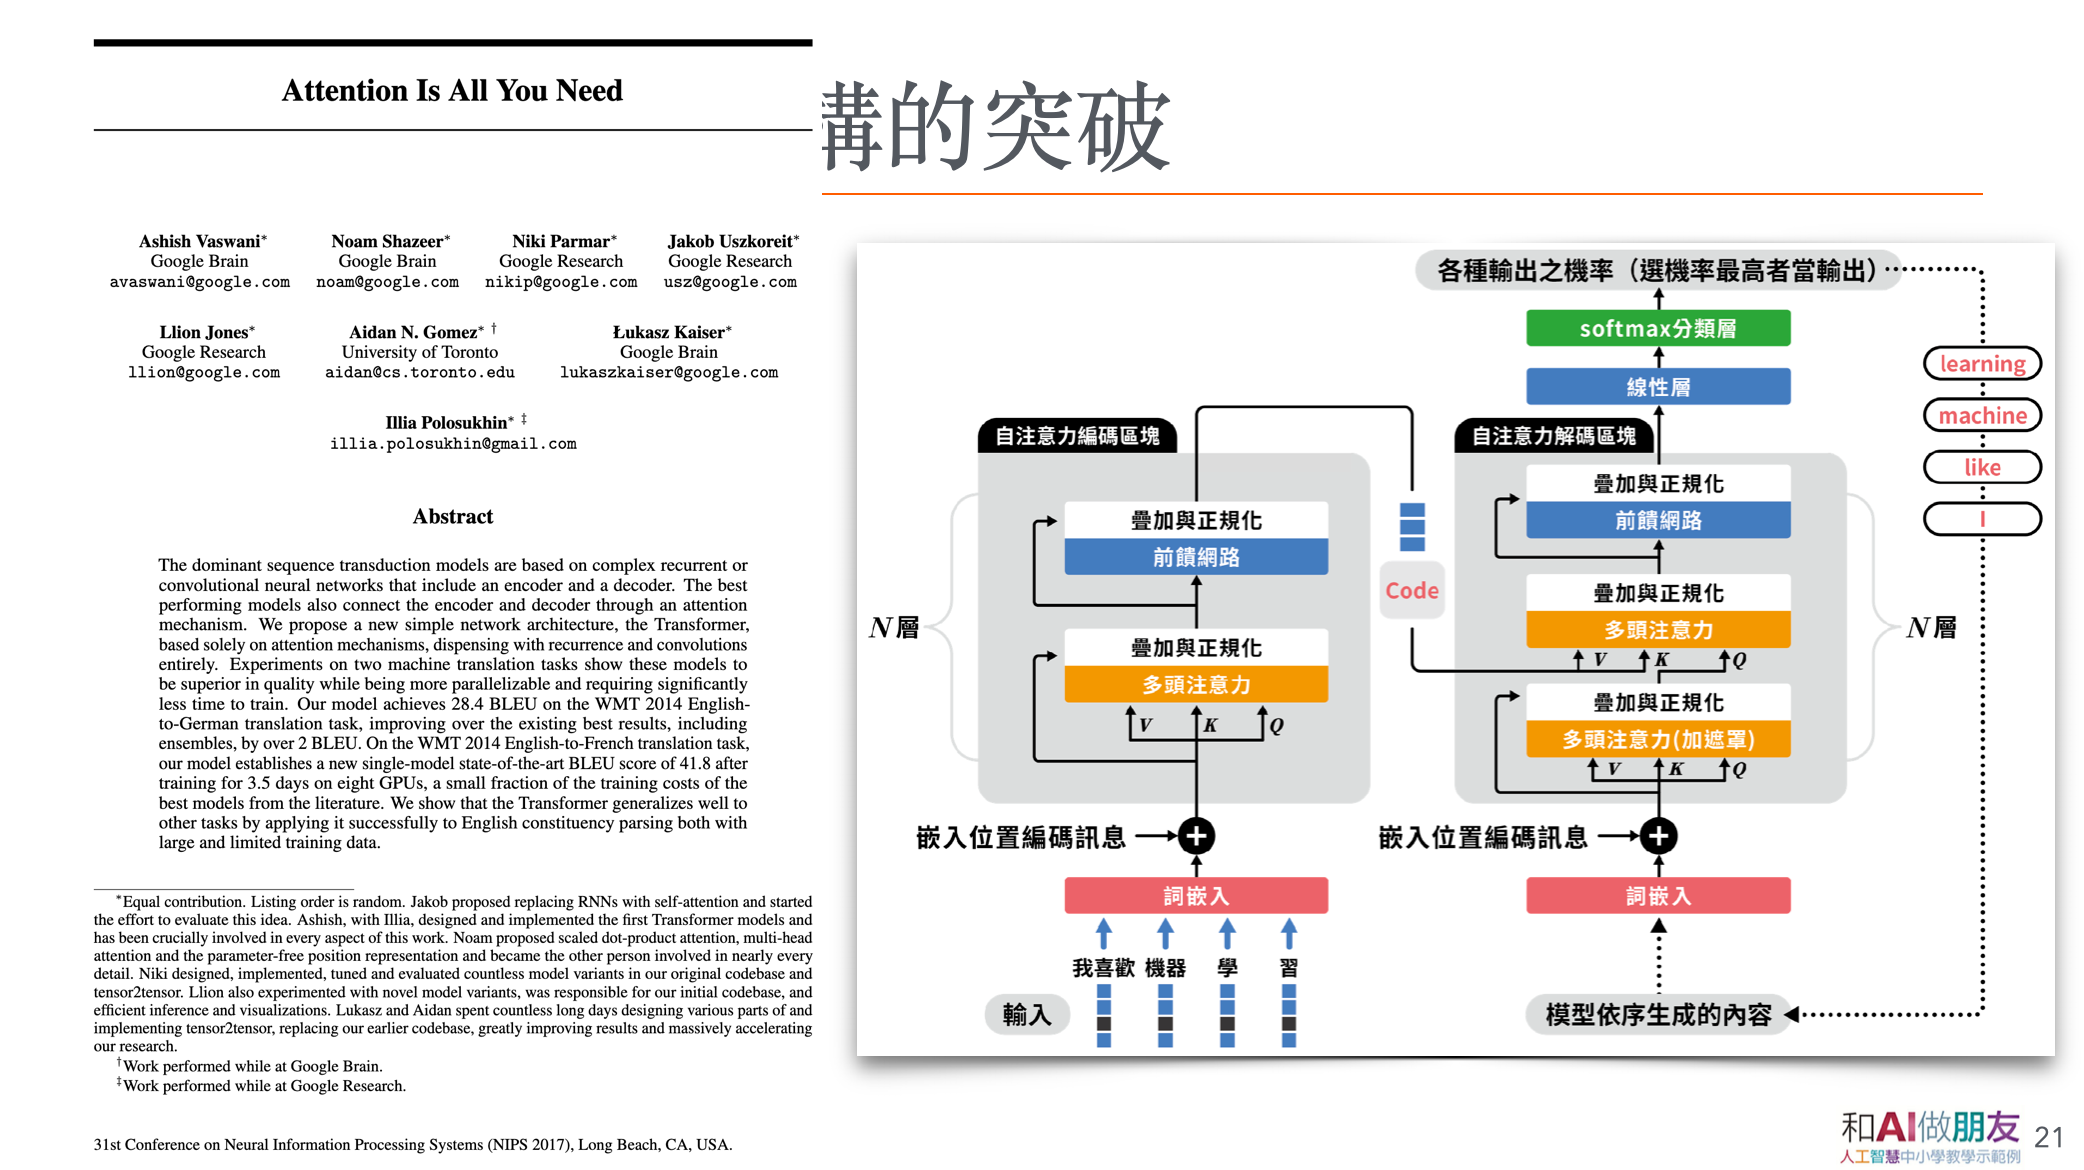 Attention Is All You Need
構的突破
Ashish Vaswani*
Google Brain
avaswani@google.com
Noam Shazeer*
Google Brain
noam@google.com
Niki Parmar*
Google Research
nikip@google.com
Jakob Uszkoreit*
Google Research
usz@google.com
Llion Jones*
Google Research
llion@google.com
Aidan N. Gomez* †
University of Toronto
aidan@cs.toronto.edu
Łukasz Kaiser*
Google Brain
lukaszkaiser@google.com
Illia Polosukhin* ‡
illia.polosukhin@gmail.com
Abstract
The dominant sequence transduction models are based on complex recurrent or
convolutional neural networks that include an encoder and a decoder. The best
performing models also connect the encoder and decoder through an attention
mechanism. We propose a new simple network architecture, the Transformer,
based solely on attention mechanisms, dispensing with recurrence and convolutions
entirely. Experiments on two machine translation tasks show these models to
be superior in quality while being more parallelizable and requiring significantly
less time to train. Our model achieves 28.4 BLEU on the WMT 2014 English-
to-German translation task, improving over the existing best results, including
ensembles, by over 2 BLEU. On the WMT 2014 English-to-French translation task,
our model establishes a new single-model state-of-the-art BLEU score of 41.8 after
training for 3.5 days on eight GPUs, a small fraction of the training costs of the
best models from the literature. We show that the Transformer generalizes well to
other tasks by applying it successfully to English constituency parsing both with
large and limited training data.
*Equal contribution. Listing order is random. Jakob proposed replacing RNNs with self-attention and started
the effort to evaluate this idea. Ashish, with Illia, designed and implemented the first Transformer models and
has been crucially involved in every aspect of this work. Noam proposed scaled dot-product attention, multi-head
attention and the parameter-free position representation and became the other person involved in nearly every
detail. Niki designed, implemented, tuned and evaluated countless model variants in our original codebase and
tensor2tensor. Llion also experimented with novel model variants, was responsible for our initial codebase, and
efficient inference and visualizations. Lukasz and Aidan spent countless long days designing various parts of and
implementing tensor2tensor, replacing our earlier codebase, greatly improving results and massively accelerating
our research.
†Work performed while at Google Brain.
‡Work performed while at Google Research.
31st Conference on Neural Information Processing Systems (NIPS 2017), Long Beach, CA, USA.
各種輸出之機率（選機率最高者當輸出）
softmax分類層
線性層
learning
machine
like
I
自注意力編碼區塊
疊加與正規化
前饋網路
疊加與正規化
多頭注意力
V K Q
N層
嵌入位置編碼訊息
+
詞嵌入
我喜歡 機器 學 習
輸入
Code
自注意力解碼區塊
疊加與正規化
前饋網路
疊加與正規化
多頭注意力
V K Q
疊加與正規化
多頭注意力(加遮罩)
V K Q
N層
嵌入位置編碼訊息
+
詞嵌入
模型依序生成的內容
和AI做朋友
人工智慧中小學教學示範例
21